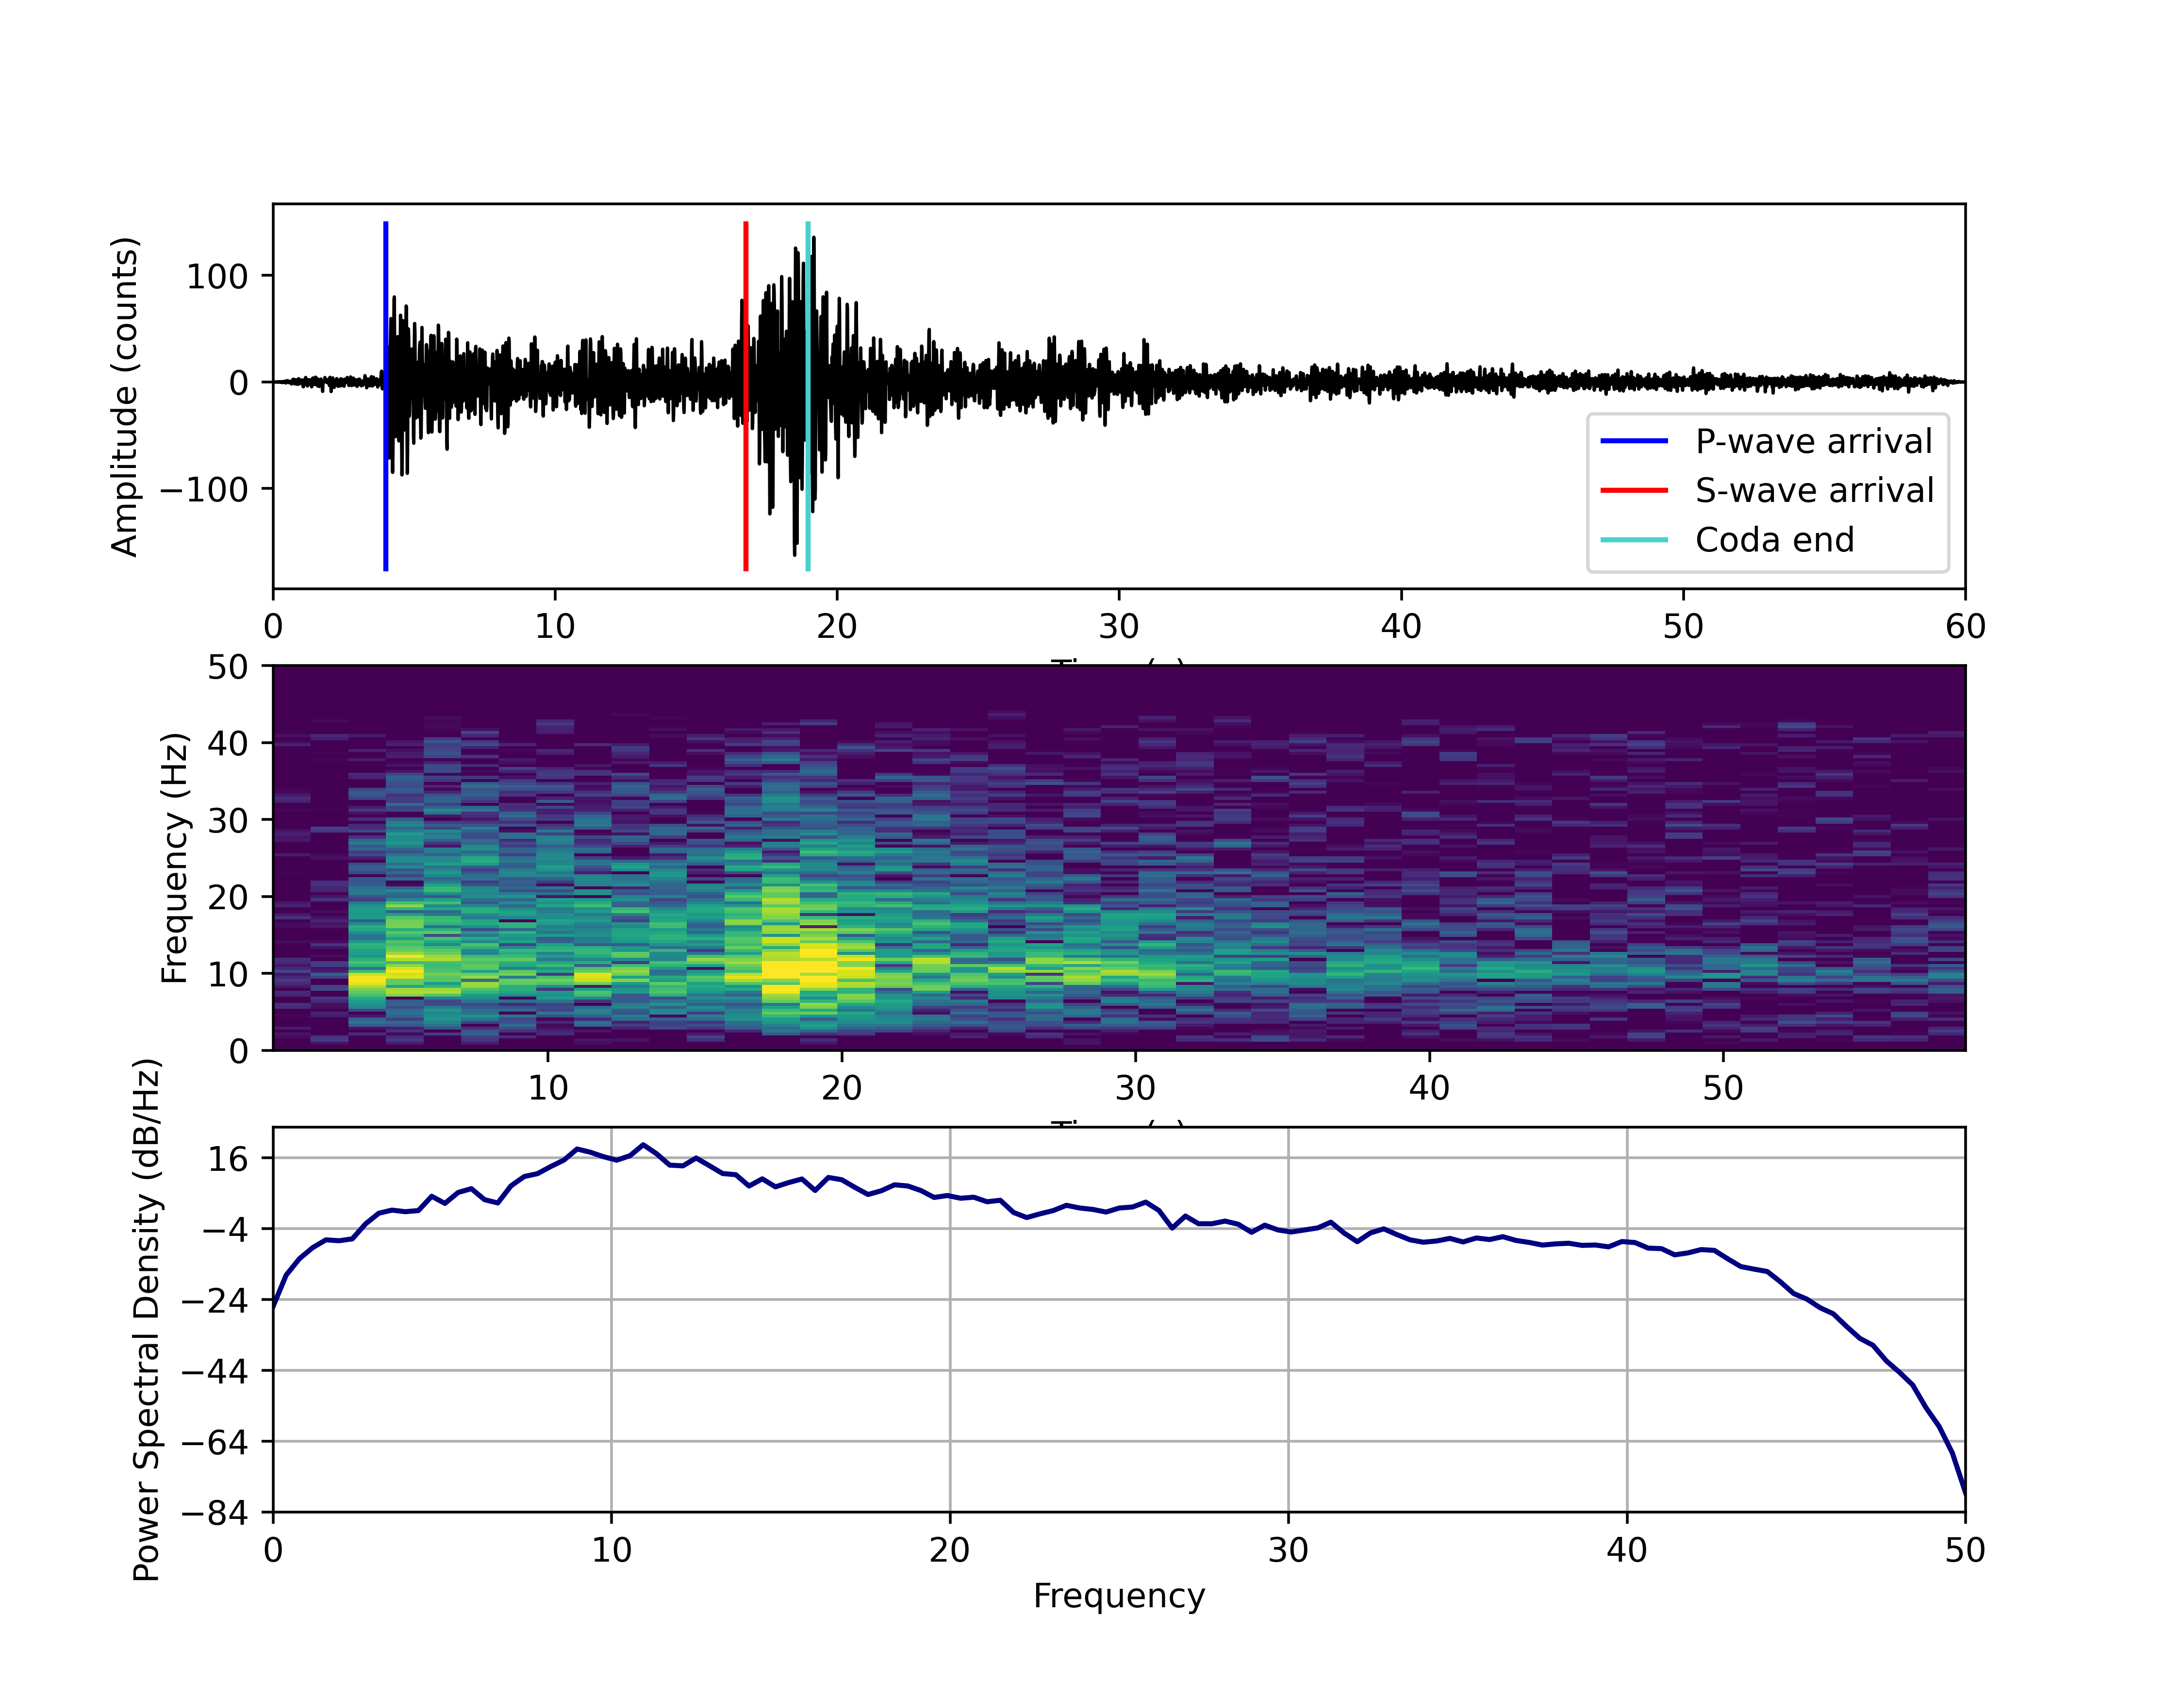 Amplitude (counts)
100
0
−100
P-wave arrival
S-wave arrival
Coda end
0 10 20 30 40 50 60
Frequency (Hz)
50
40
30
20
10
0
10 20 30 40 50
Power Spectral Density (dB/Hz)
16
−4
−24
−44
−64
−84
0 10 20 30 40 50
Frequency